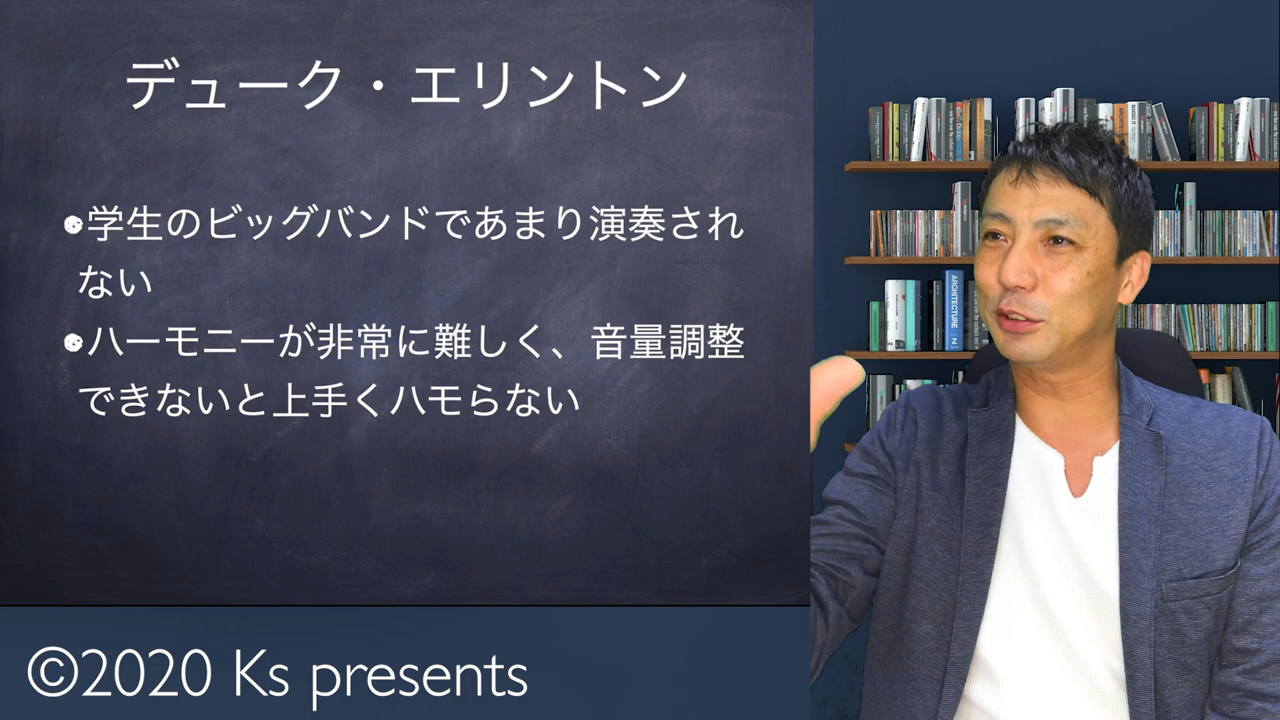 デューク・エリントン
●学生のビッグバンドであまり演奏され
ない
●ハーモニーが非常に難しく、音量調整
できないと上手くハモらない
©2020 Ks presents
ARCHITECTURE
ARCHITECTURE